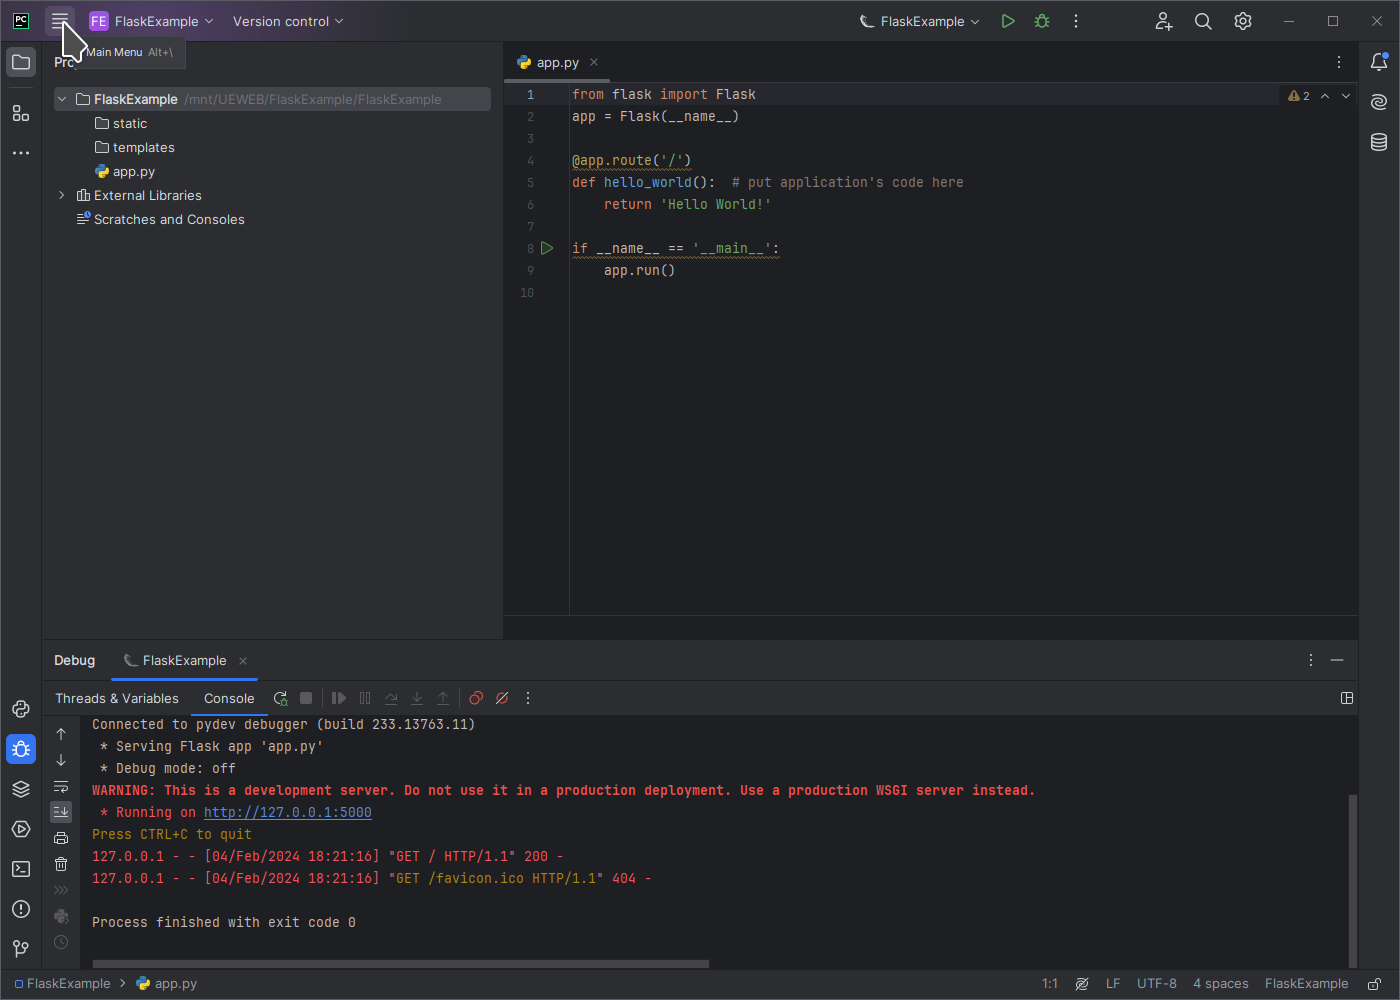 PC FE FlaskExample Version control FlaskExample
Main Menu Alt+\
app.py
FlaskExample /mnt/UEWEB/FlaskExample/FlaskExample
static
templates
app.py
External Libraries
Scratches and Consoles
1 from flask import Flask
2 app = Flask(__name__)
3
4 @app.route('/')
5 def hello_world():  # put application's code here
6 return 'Hello World!'
7
8 if __name__ == '__main__':
9 app.run()
10
2
Debug FlaskExample
Threads & Variables Console
Connected to pydev debugger (build 233.13763.11)
* Serving Flask app 'app.py'
* Debug mode: off
WARNING: This is a development server. Do not use it in a production deployment. Use a production WSGI server instead.
* Running on http://127.0.0.1:5000
Press CTRL+C to quit
127.0.0.1 - - [04/Feb/2024 18:21:16] "GET / HTTP/1.1" 200 -
127.0.0.1 - - [04/Feb/2024 18:21:16] "GET /favicon.ico HTTP/1.1" 404 -
Process finished with exit code 0
FlaskExample > app.py 1:1 LF UTF-8 4 spaces FlaskExample